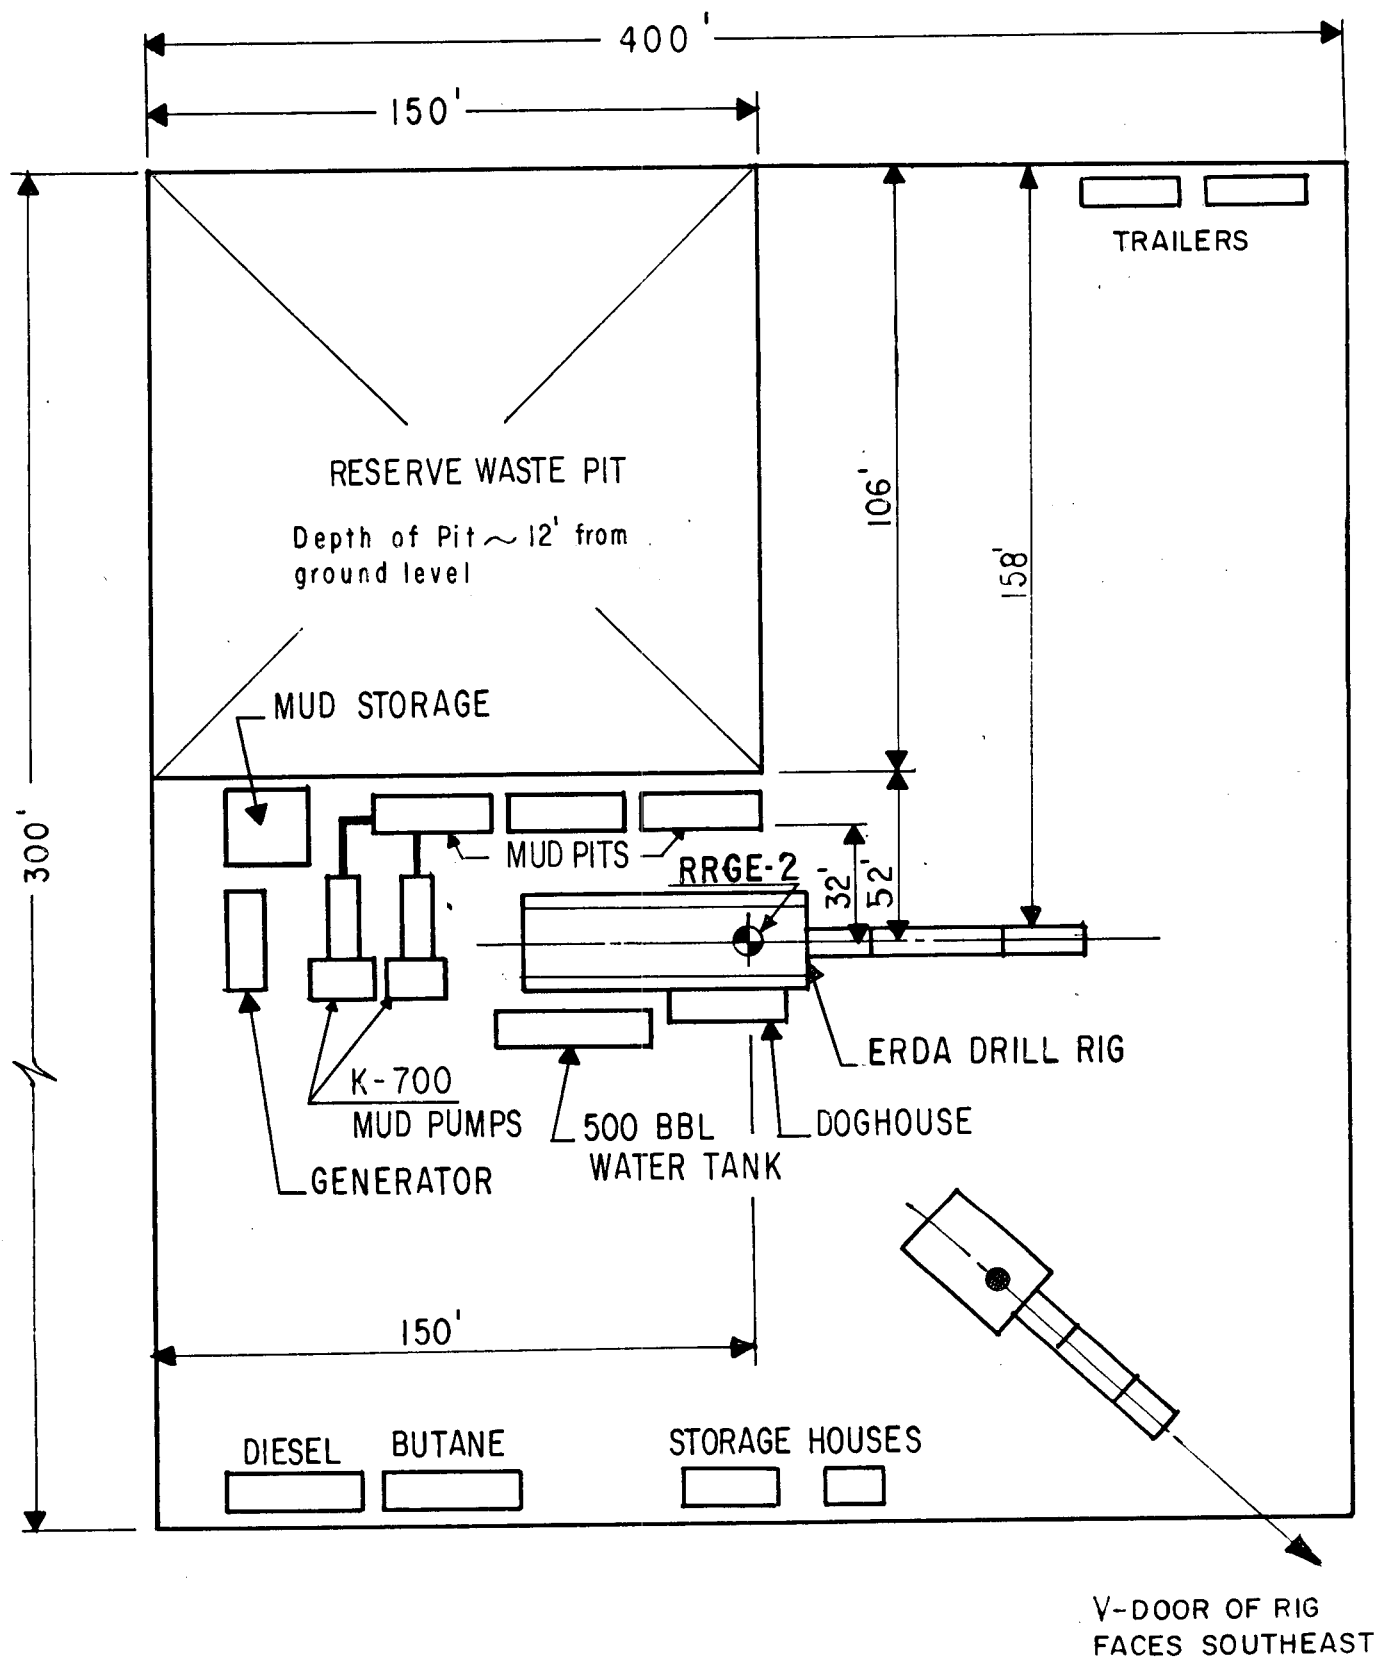 400'
150'
TRAILERS
RESERVE WASTE PIT
Depth of Pit ~ 12' from
ground level
106'
158'
300'
MUD STORAGE
MUD PITS
RRGE-2
32'
52'
ERDA DRILL RIG
K-700
MUD PUMPS
500 BBL
WATER TANK
DOGHOUSE
GENERATOR
150'
DIESEL
BUTANE
STORAGE HOUSES
V-DOOR OF RIG
FACES SOUTHEAST